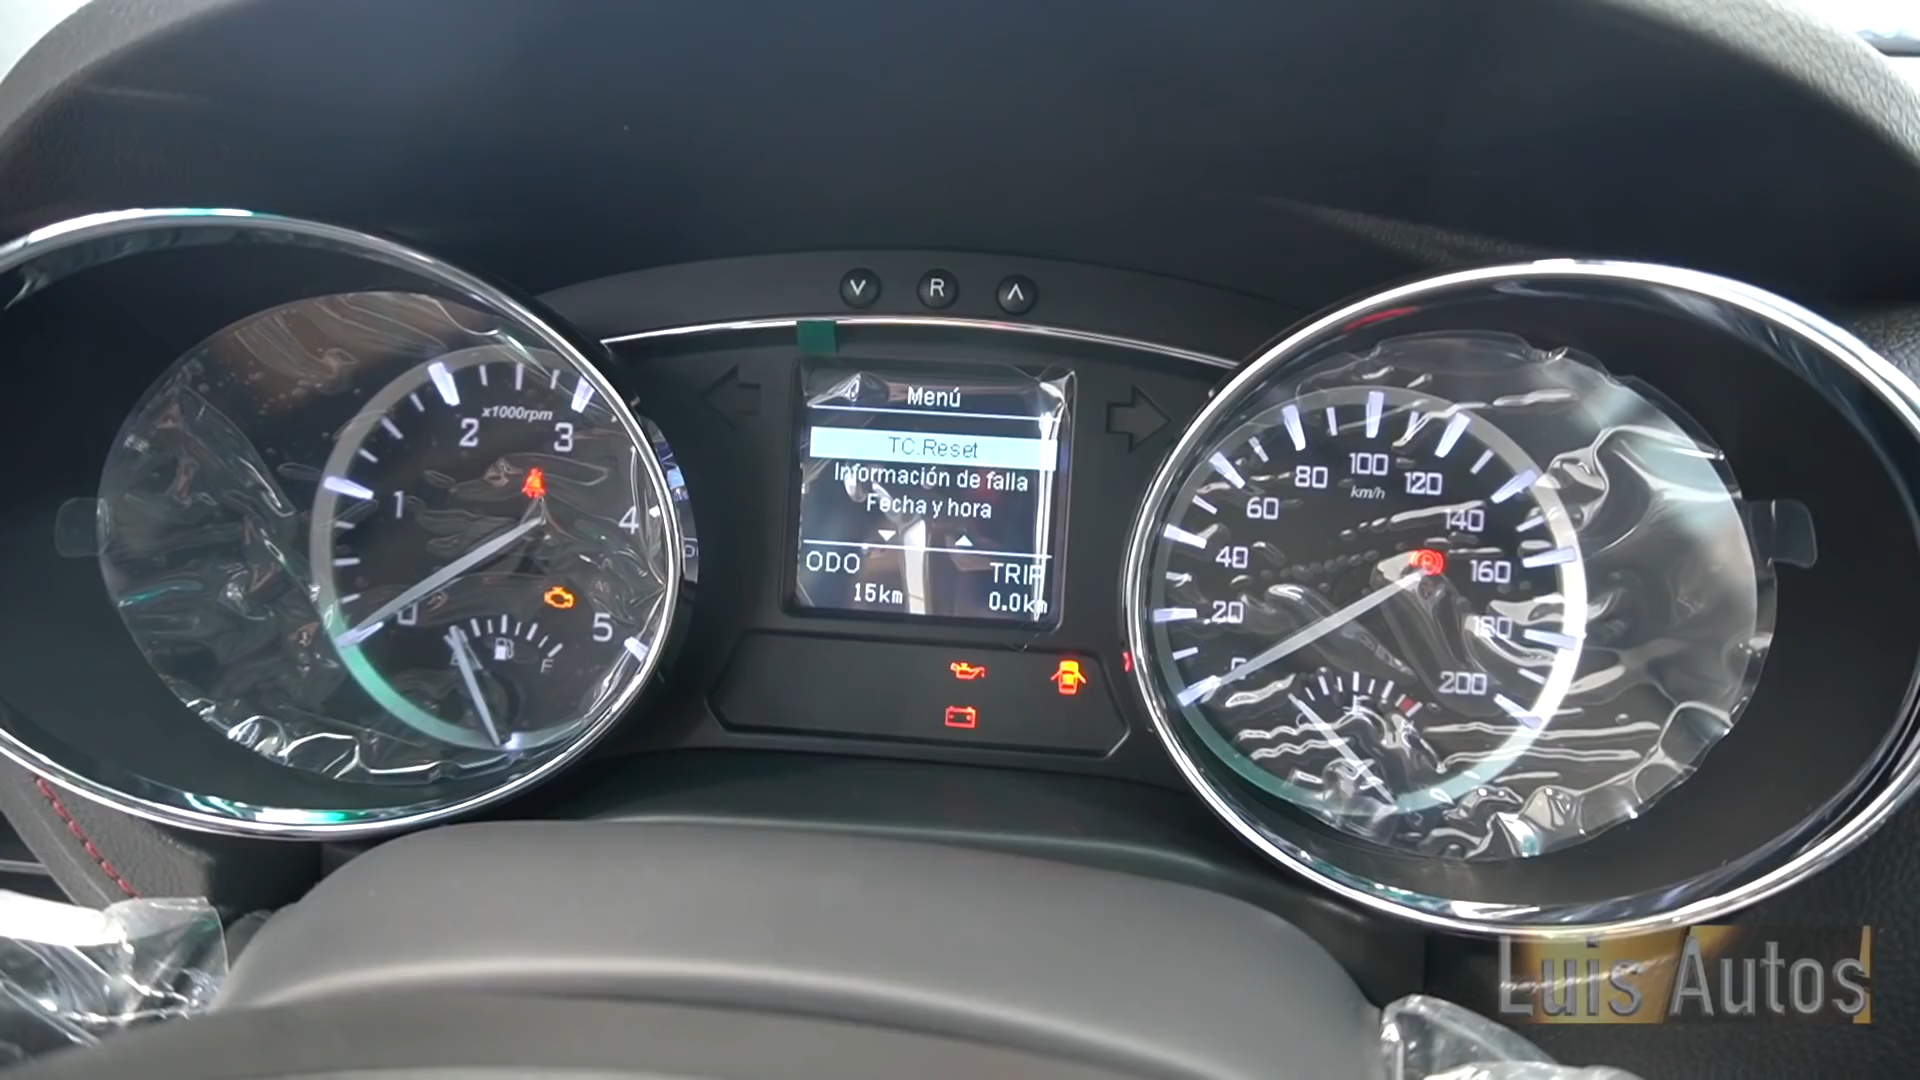 V R Λ
Menú
TC.Reset
Información de falla
Fecha y hora
ODO TRIP
15km 0.0km
x1000rpm
0 1 2 3 4 5
F
km/h
0 20 40 60 80 100 120 140 160 180 200
Luis Autos